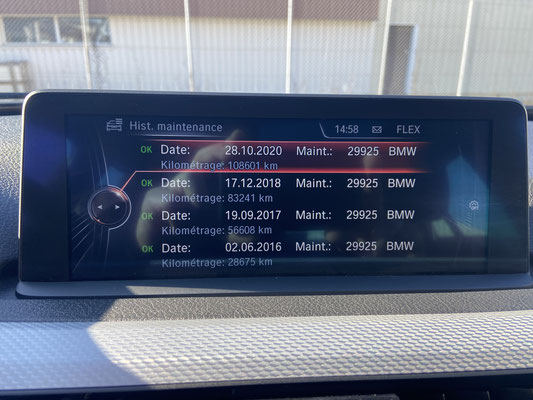 Hist. maintenance 14:58 FLEX
OK Date: 28.10.2020 Maint.: 29925 BMW
Kilométrage: 108601 km
OK Date: 17.12.2018 Maint.: 29925 BMW
Kilométrage: 83241 km
OK Date: 19.09.2017 Maint.: 29925 BMW
Kilométrage: 56608 km
OK Date: 02.06.2016 Maint.: 29925 BMW
Kilométrage: 28675 km